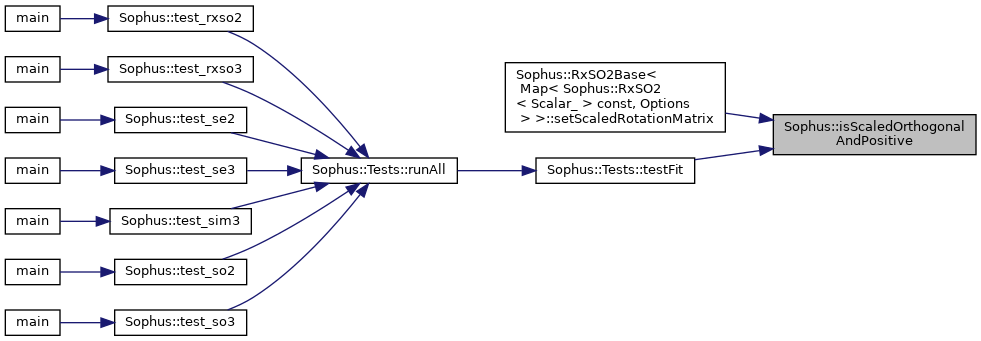 main
Sophus::test_rxso2
main
Sophus::test_rxso3
main
Sophus::test_se2
main
Sophus::test_se3
main
Sophus::test_sim3
main
Sophus::test_so2
main
Sophus::test_so3
Sophus::Tests::runAll
Sophus::RxSO2Base<
Map< Sophus::RxSO2
< Scalar_ > const, Options
> >::setScaledRotationMatrix
Sophus::Tests::testFit
Sophus::isScaledOrthogonal
AndPositive